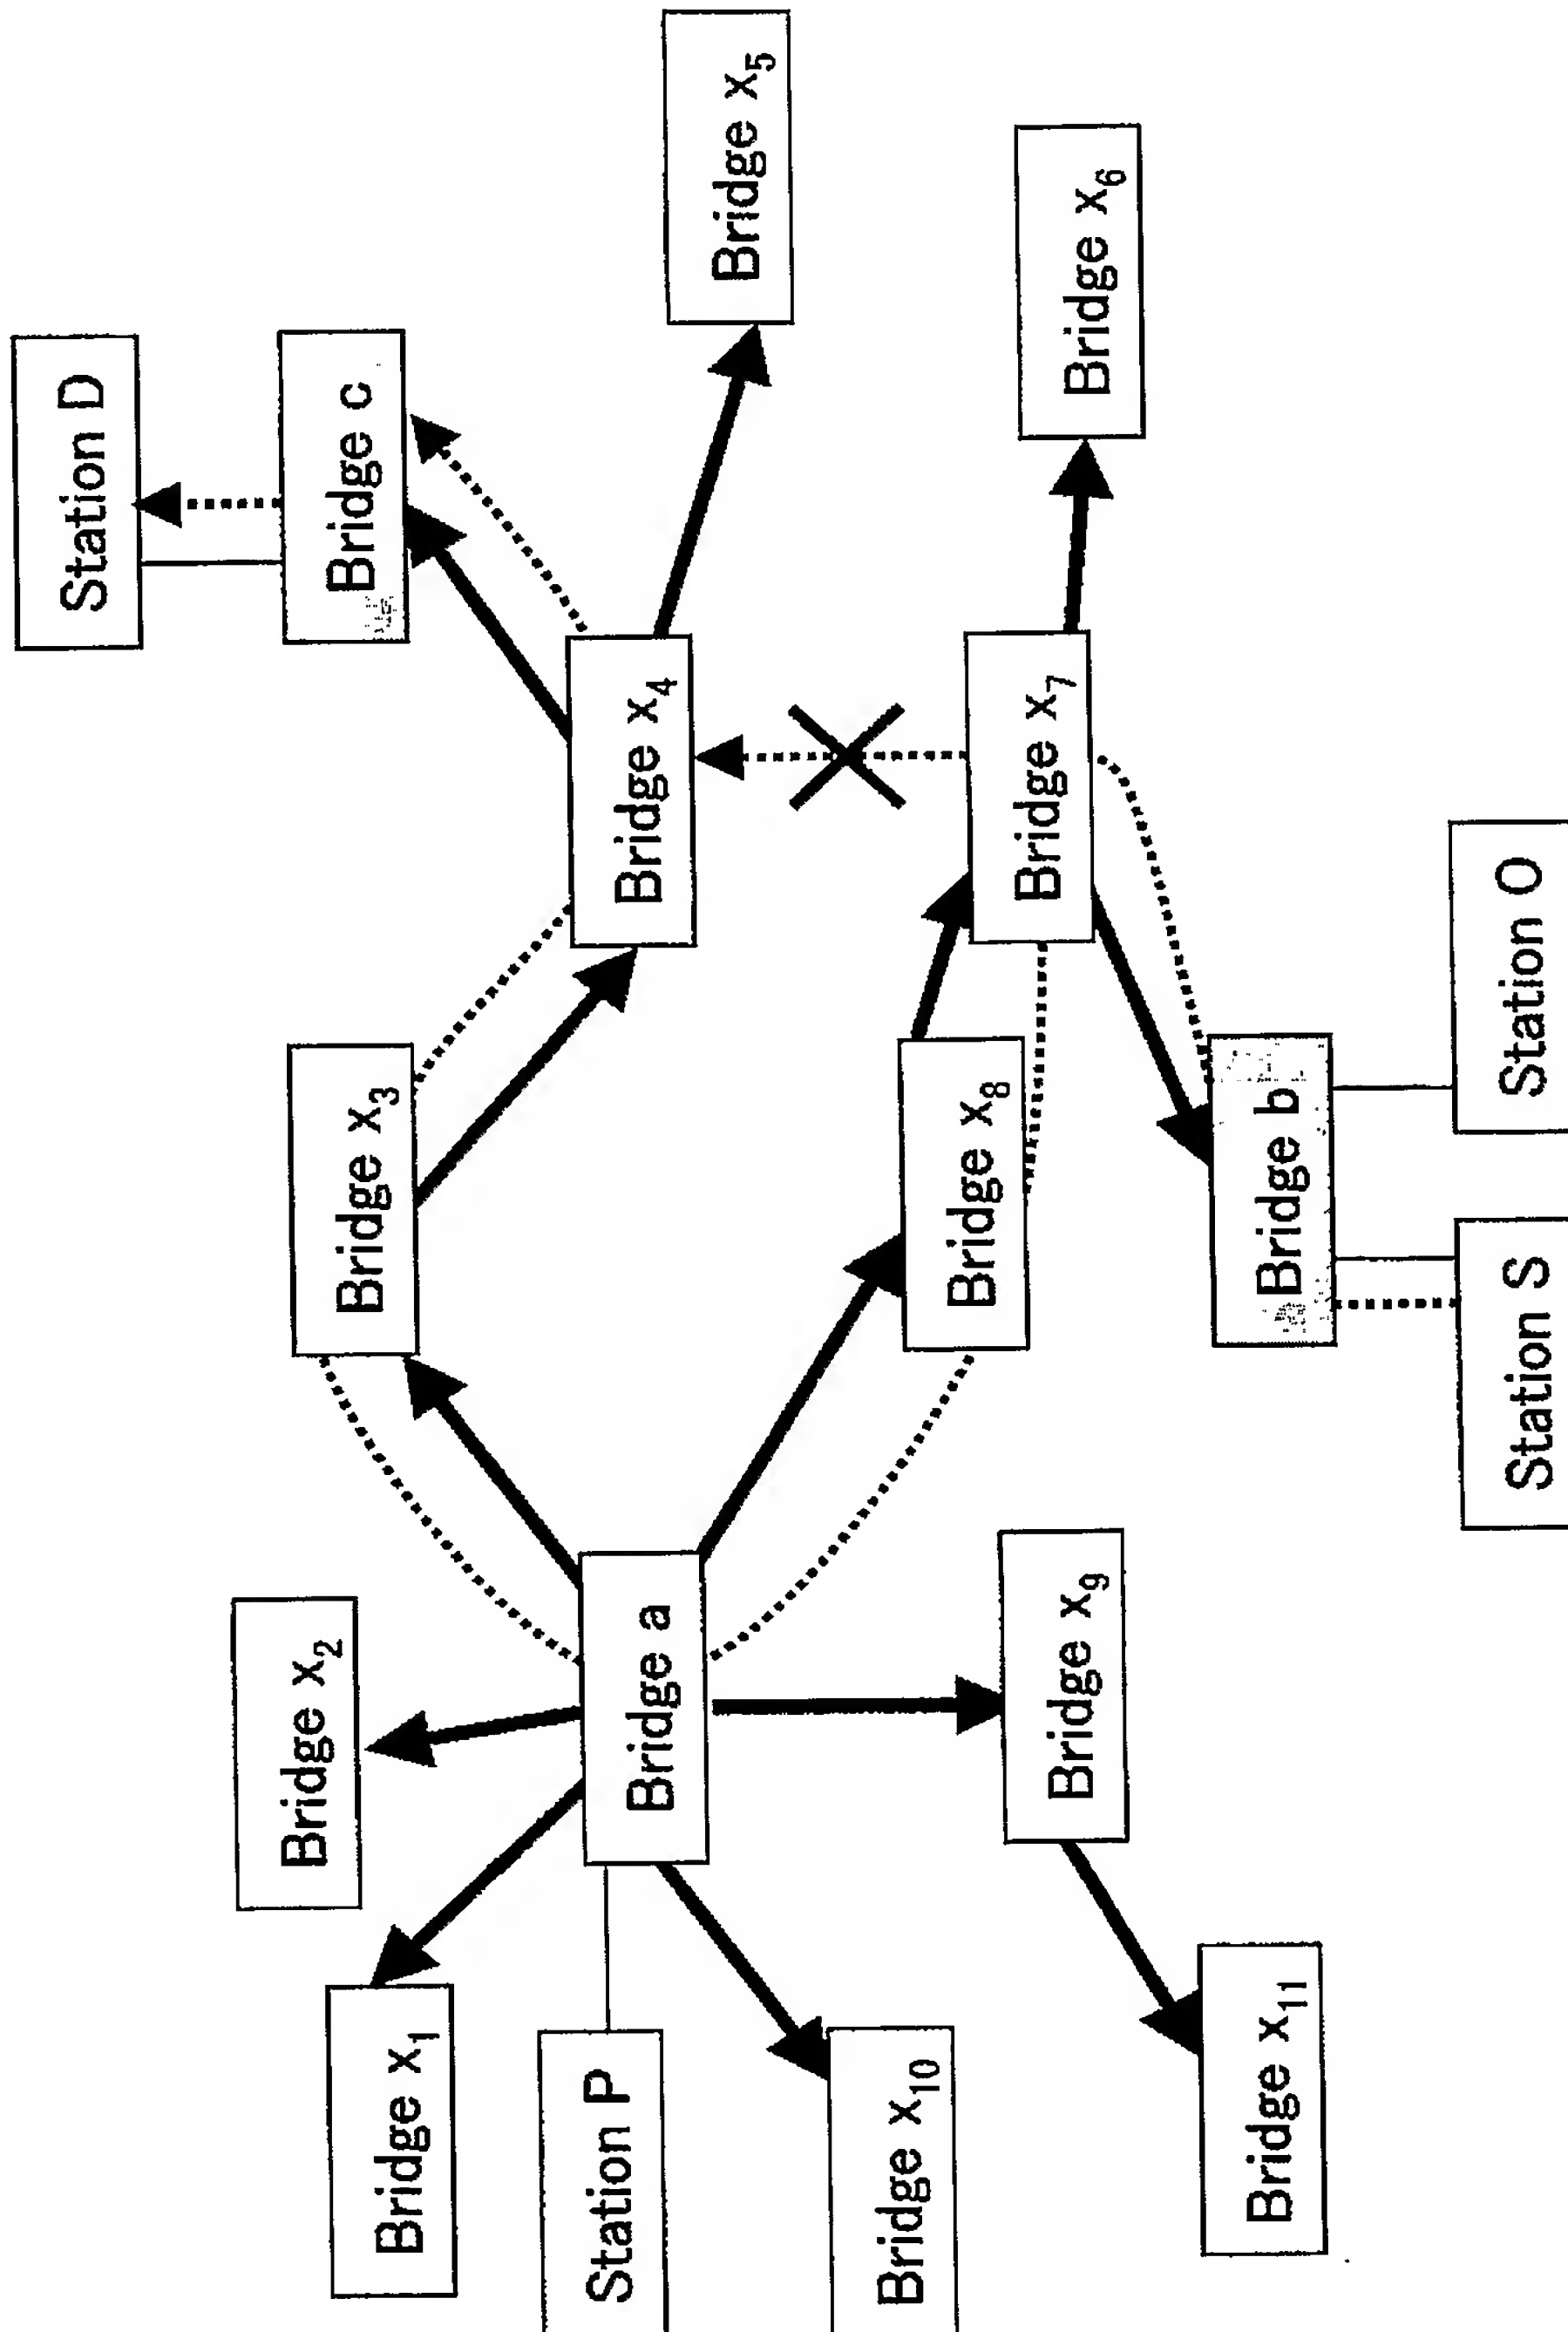 Station D
Bridge c
Bridge x5
Bridge x6
Bridge x4
Bridge x7
Bridge x3
Bridge x8
Bridge b
Station O
Station S
Bridge x2
Bridge a
Bridge x9
Bridge x1
Station P
Bridge x10
Bridge x11